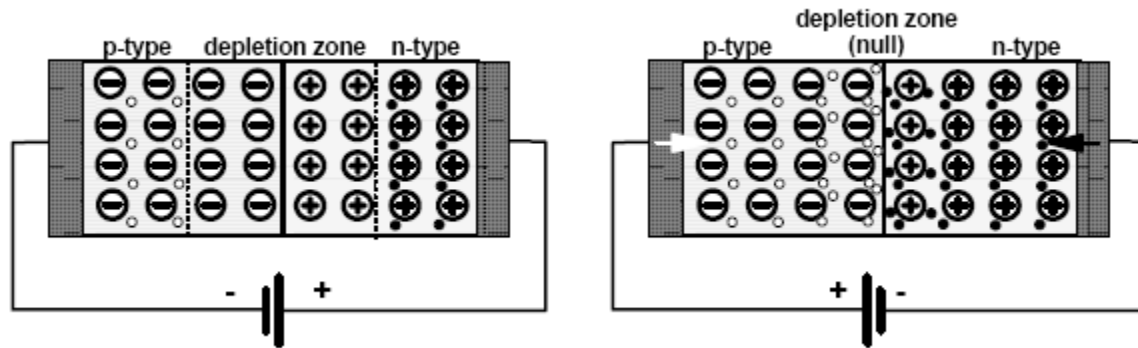 p-type depletion zone n-type
- +
depletion zone
(null)
p-type n-type
+ -